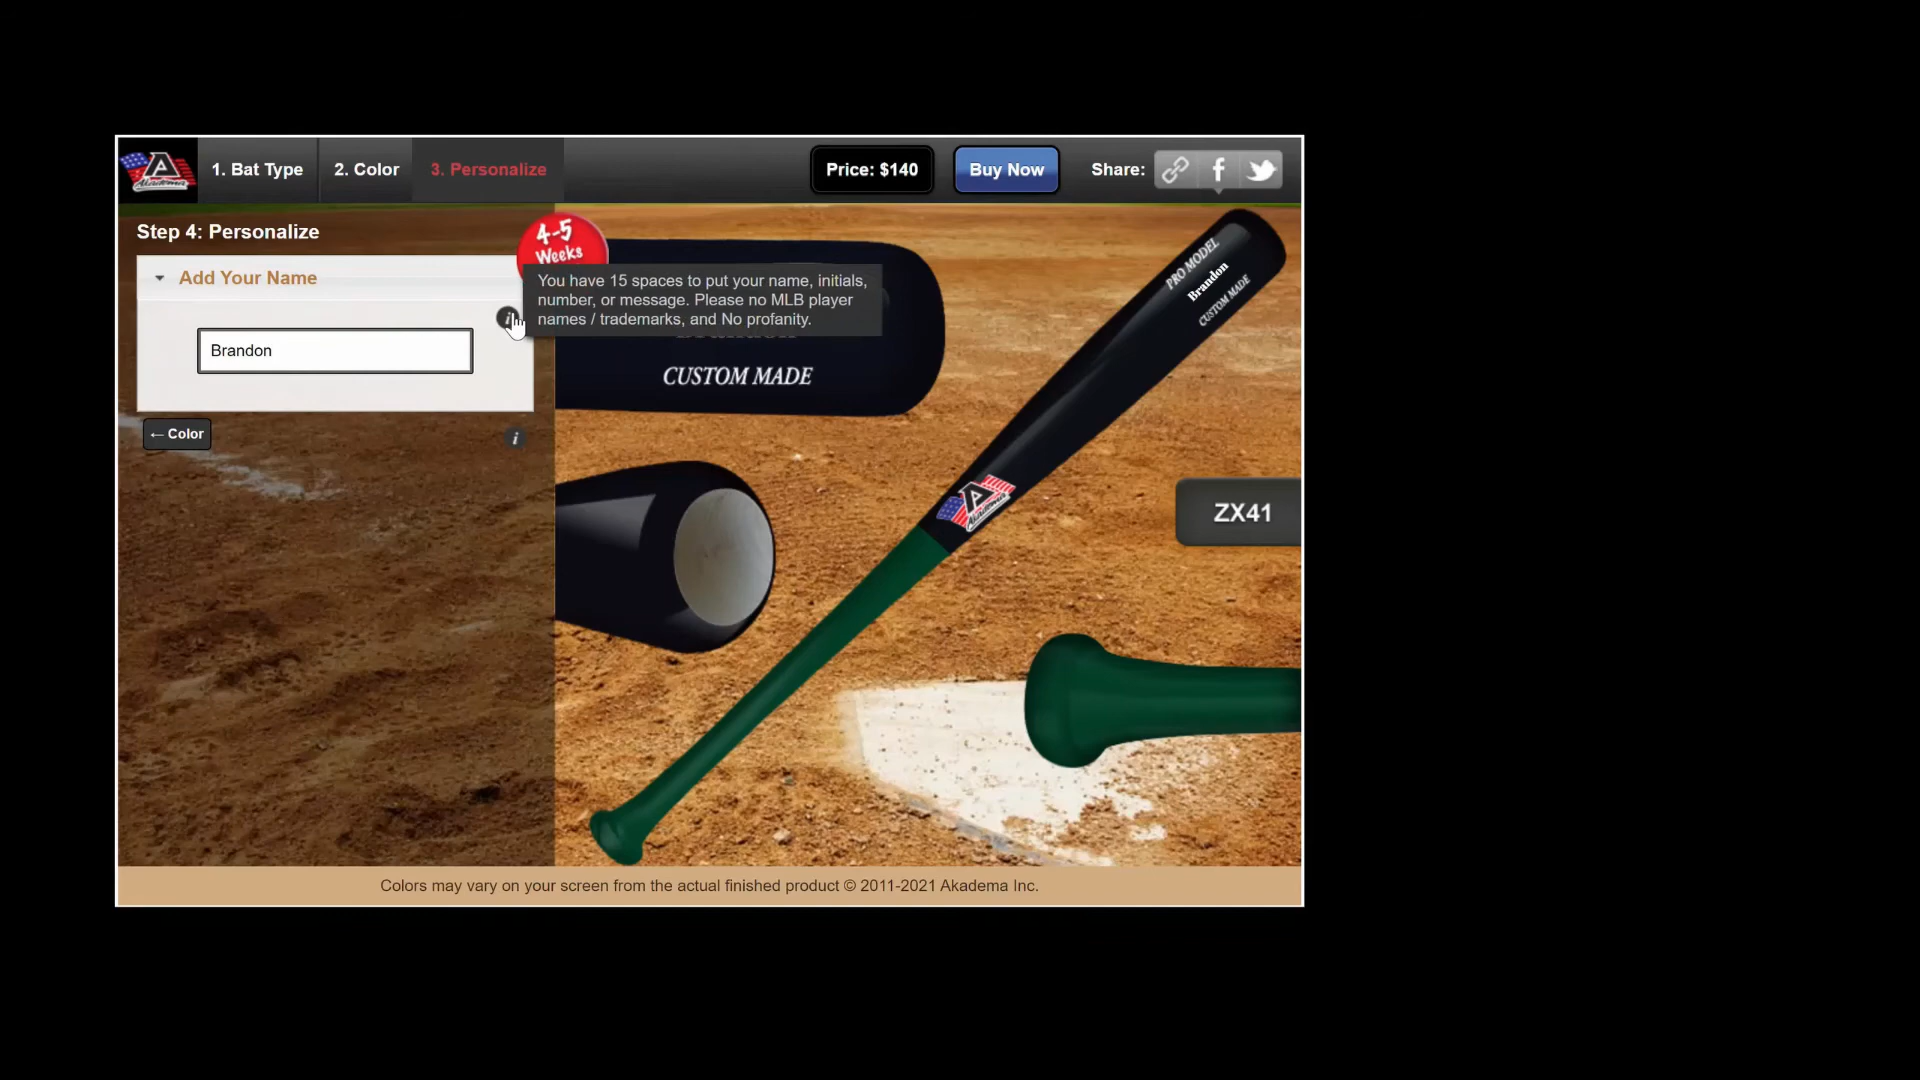 Akadema
1. Bat Type
2. Color
3. Personalize
Price: $140
Buy Now
Share:
Step 4: Personalize
4-5
Weeks
Add Your Name
You have 15 spaces to put your name, initials,
number, or message. Please no MLB player
names / trademarks, and No profanity.
Brandon
CUSTOM MADE
← Color
PRO MODEL
Brandon
CUSTOM MADE
Akadema
ZX41
Colors may vary on your screen from the actual finished product © 2011-2021 Akadema Inc.